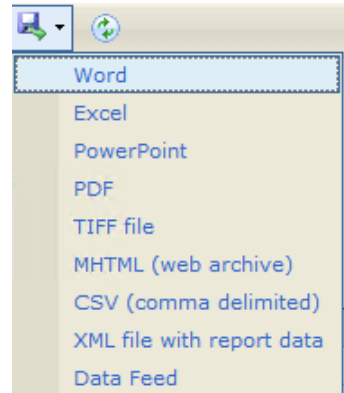 Word
Excel
PowerPoint
PDF
TIFF file
MHTML (web archive)
CSV (comma delimited)
XML file with report data
Data Feed